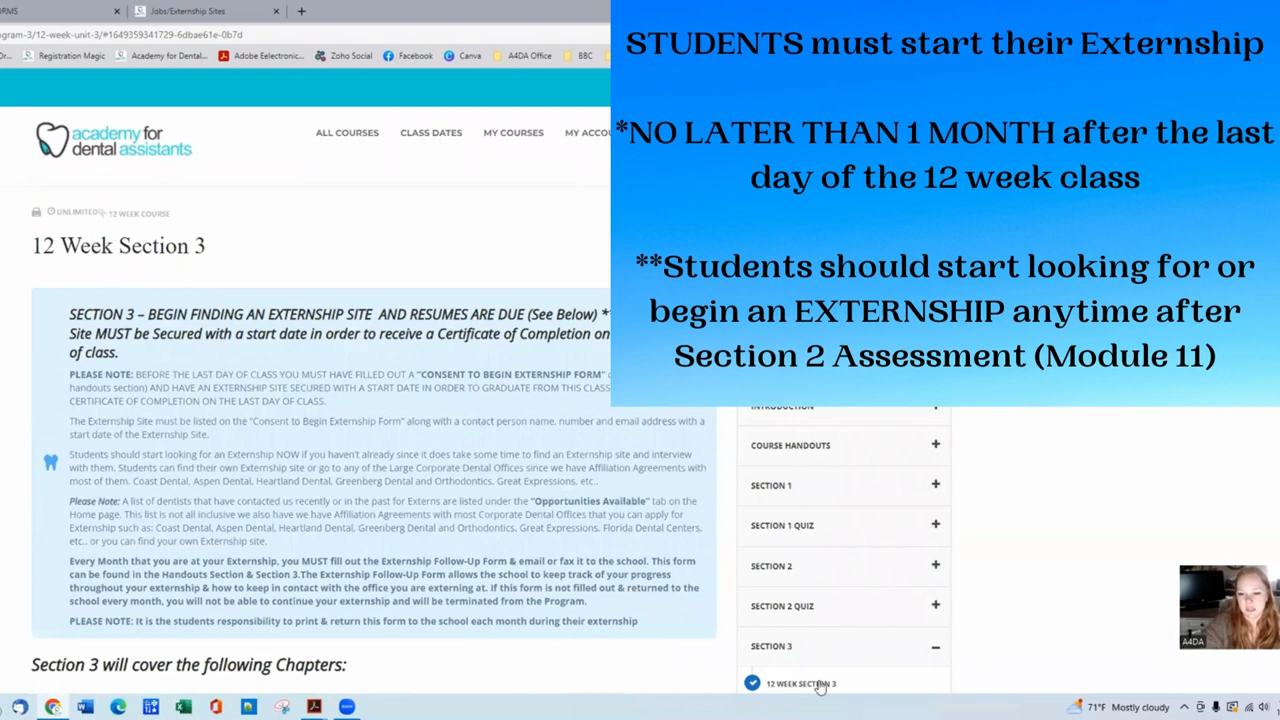 ORMS
Jobs/Externship Sites
ogram-3/12-week-unit-3/#1649359341729-6dbae61e-0b7d
Registration Magic Academy for Dental... Adobe Eelectronic... Zoho Social Facebook Canva A4DA Office BBC
STUDENTS must start their Externship
*NO LATER THAN 1 MONTH after the last
day of the 12 week class
**Students should start looking for or
begin an EXTERNSHIP anytime after
Section 2 Assessment (Module 11)
academy for
dental assistants
ALL COURSES CLASS DATES MY COURSES MY ACCOU
UNLIMITED 12 WEEK COURSE
12 Week Section 3
SECTION 3 – BEGIN FINDING AN EXTERNSHIP SITE AND RESUMES ARE DUE (See Below) *
Site MUST be Secured with a start date in order to receive a Certificate of Completion on
of class.
PLEASE NOTE: BEFORE THE LAST DAY OF CLASS YOU MUST HAVE FILLED OUT A "CONSENT TO BEGIN EXTERNSHIP FORM"
handouts section) AND HAVE AN EXTERNSHIP SITE SECURED WITH A START DATE IN ORDER TO GRADUATE FROM THIS CLASS
CERTIFICATE OF COMPLETION ON THE LAST DAY OF CLASS.
The Externship Site must be listed on the "Consent to Begin Externship Form" along with a contact person name, number and email address with a
start date of the Externship Site.
Students should start looking for an Externship NOW if you haven't already since it does take some time to find an Externship site and interview
with them. Students can find their own Externship site or go to any of the Large Corporate Dental Offices since we have Affiliation Agreements with
most of them. Coast Dental, Aspen Dental, Heartland Dental, Greenberg Dental and Orthodontics, Great Expressions. etc..
Please Note: A list of dentists that have contacted us recently or in the past for Externs are listed under the "Opportunities Available" tab on the
Home page. This list is not all inclusive we also have we have Affiliation Agreements with most Corporate Dental Offices that you can apply for
Externship such as: Coast Dental, Aspen Dental, Heartland Dental, Greenberg Dental and Orthodontics, Great Expressions, Florida Dental Centers,
etc.. or you can find your own Externship site.
Every Month that you are at your Externship, you MUST fill out the Externship Follow-Up Form & email or fax it to the school. This form
can be found in the Handouts Section & Section 3.The Externship Follow-Up Form allows the school to keep track of your progress
throughout your externship & how to keep in contact with the office you are externing at. If this form is not filled out & returned to the
school every month, you will not be able to continue your externship and will be terminated from the Program.
PLEASE NOTE: It is the students responsibility to print & return this form to the school each month during their externship
Section 3 will cover the following Chapters:
INTRODUCTION
COURSE HANDOUTS
SECTION 1
SECTION 1 QUIZ
SECTION 2
SECTION 2 QUIZ
SECTION 3
12 WEEK SECTION 3
A4DA
71°F Mostly cloudy